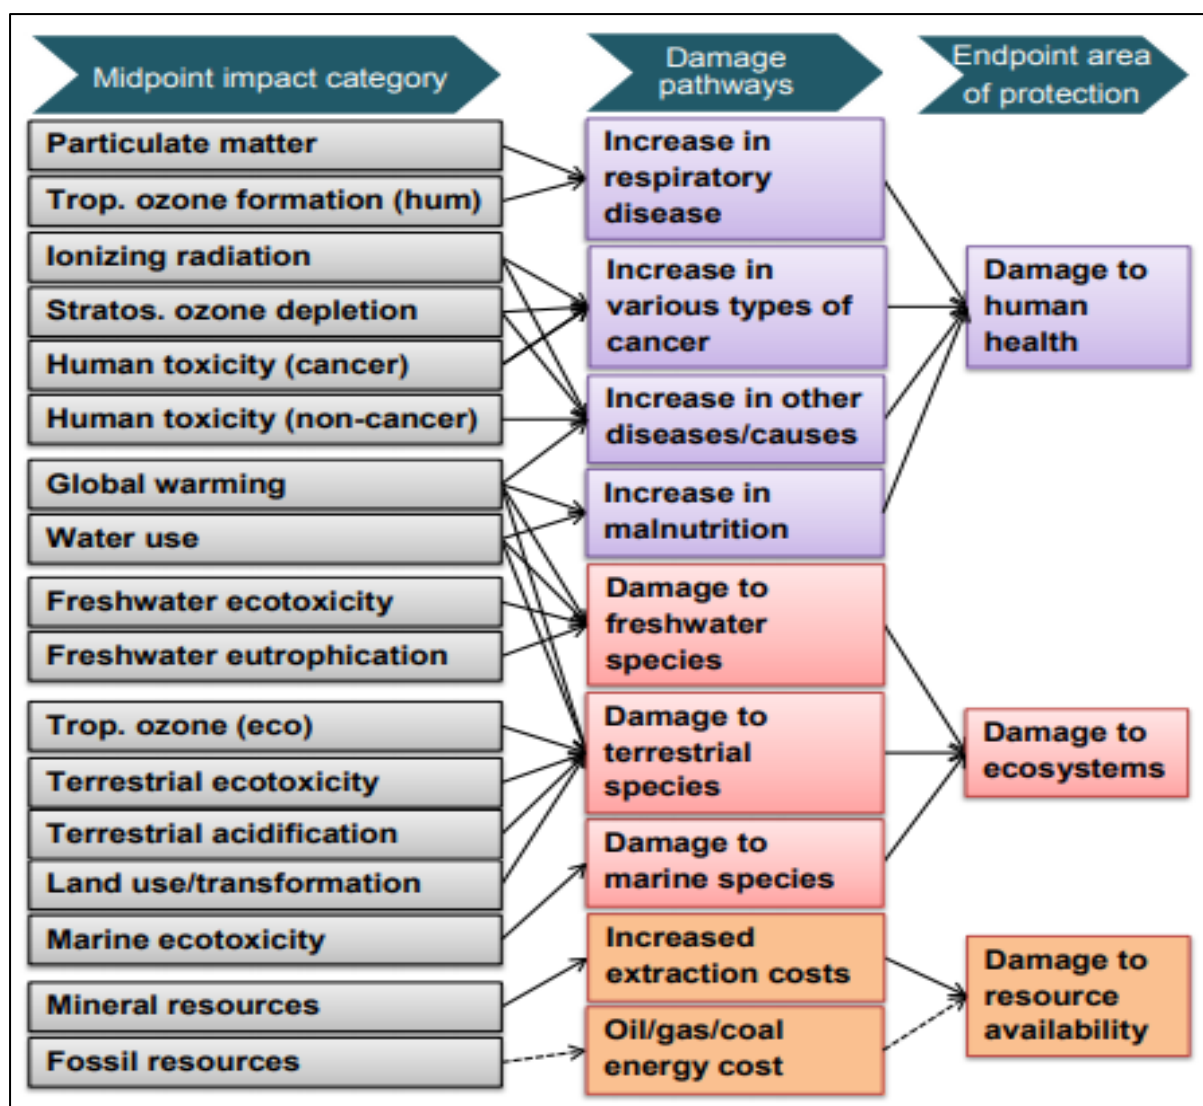 Midpoint impact category
Damage
pathways
Endpoint area
of protection
Particulate matter
Trop. ozone formation (hum)
Ionizing radiation
Stratos. ozone depletion
Human toxicity (cancer)
Human toxicity (non-cancer)
Global warming
Water use
Freshwater ecotoxicity
Freshwater eutrophication
Trop. ozone (eco)
Terrestrial ecotoxicity
Terrestrial acidification
Land use/transformation
Marine ecotoxicity
Mineral resources
Fossil resources
Increase in
respiratory
disease
Increase in
various types of
cancer
Increase in other
diseases/causes
Increase in
malnutrition
Damage to
freshwater
species
Damage to
terrestrial
species
Damage to
marine species
Increased
extraction costs
Oil/gas/coal
energy cost
Damage to
human
health
Damage to
ecosystems
Damage to
resource
availability